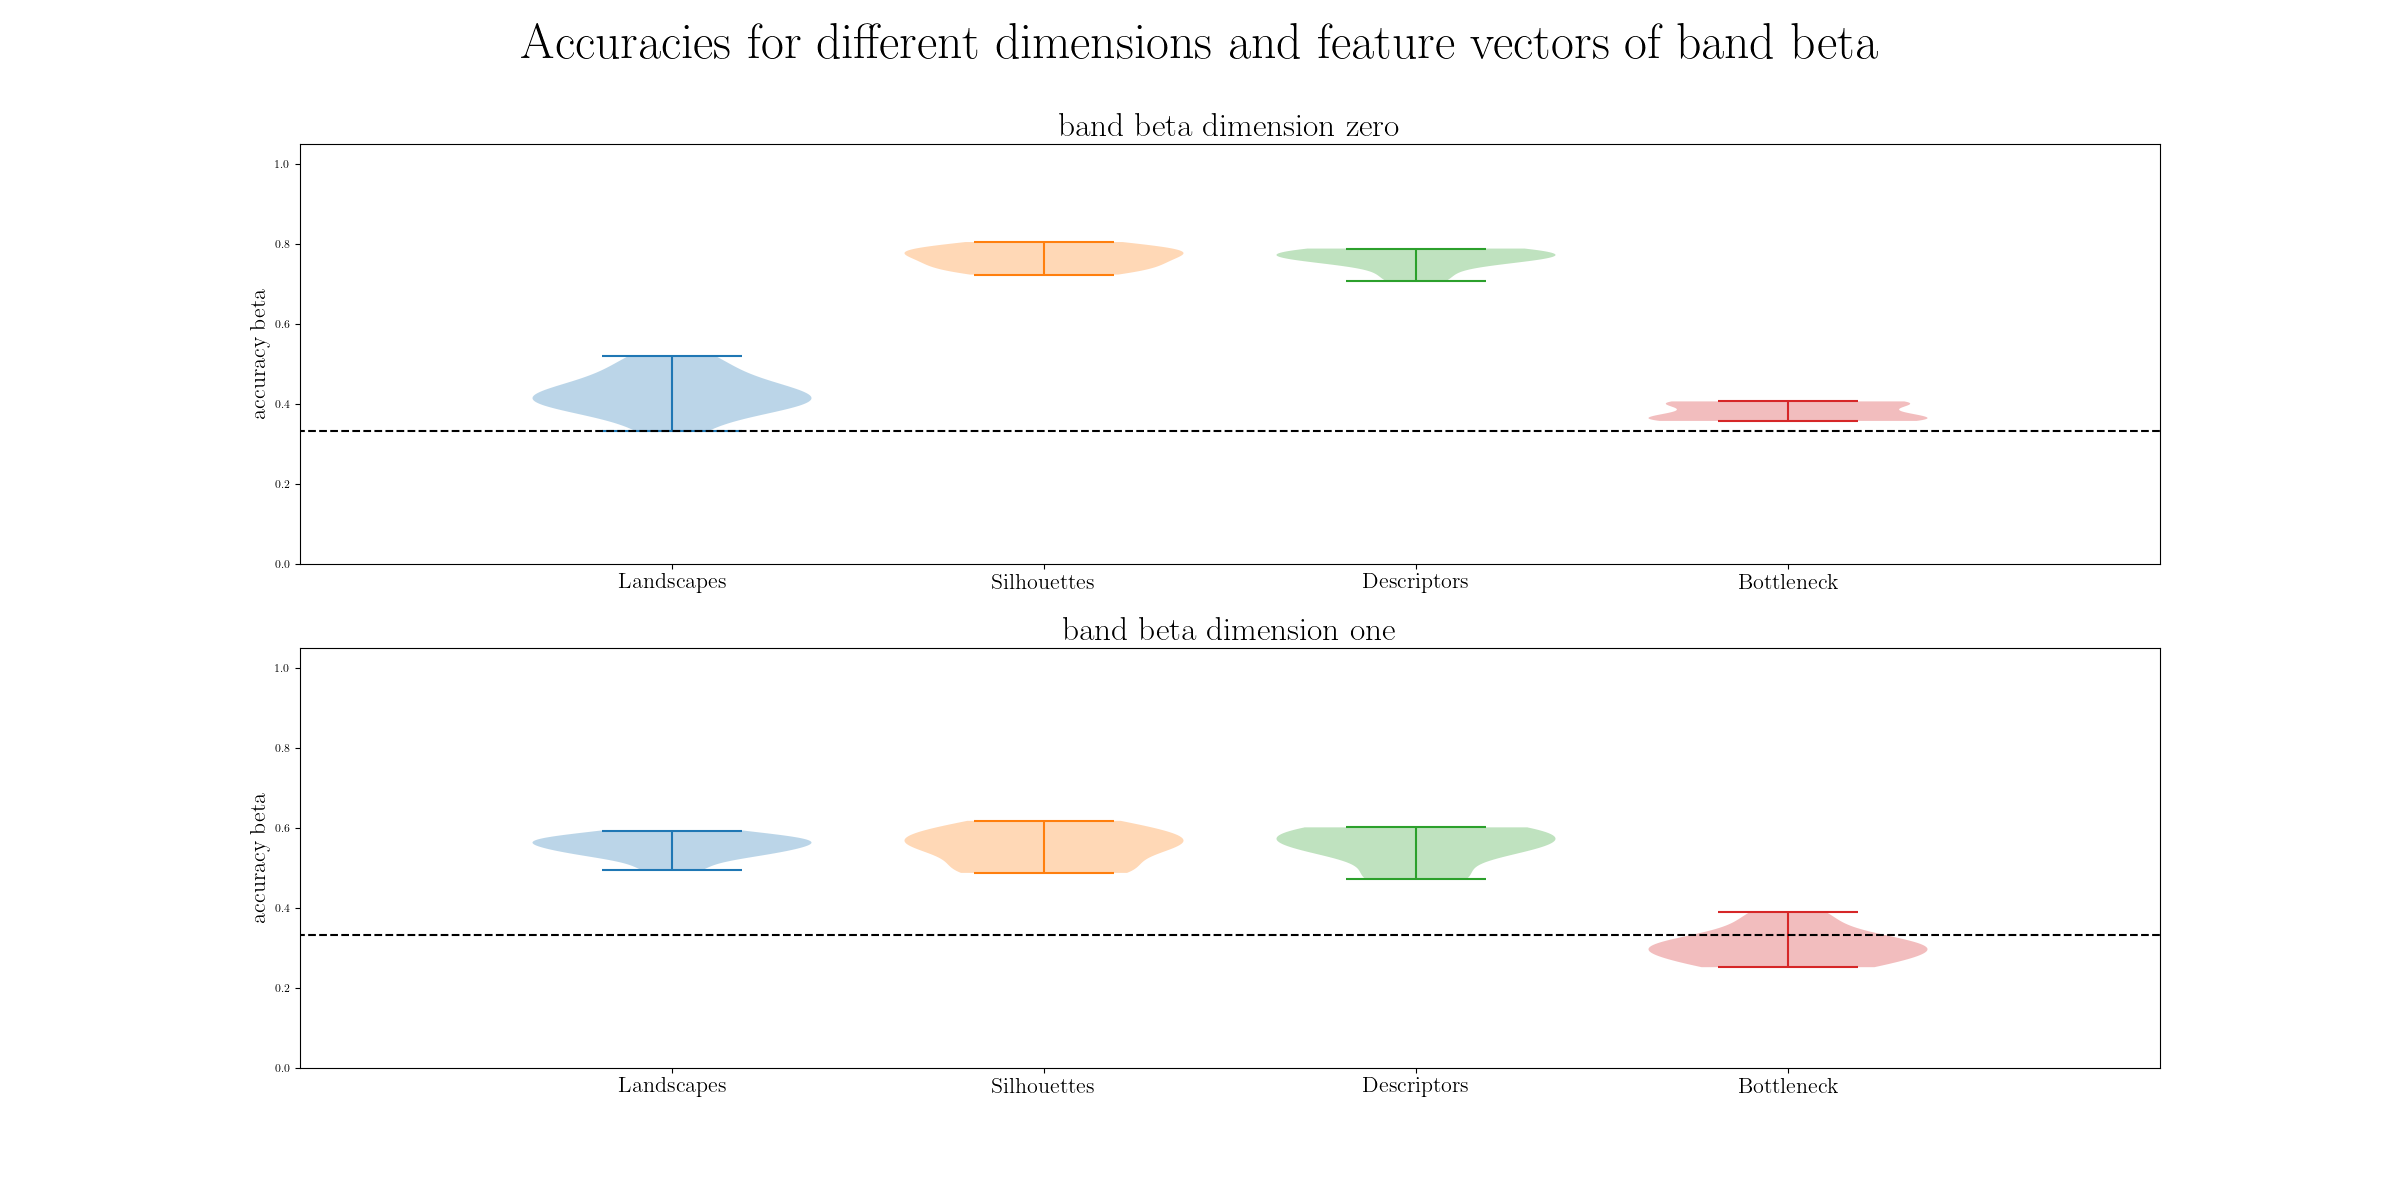 Accuracies for different dimensions and feature vectors of band beta
band beta dimension zero
accuracy beta
1.0
0.8
0.6
0.4
0.2
0.0
Landscapes Silhouettes Descriptors Bottleneck
band beta dimension one
accuracy beta
1.0
0.8
0.6
0.4
0.2
0.0
Landscapes Silhouettes Descriptors Bottleneck